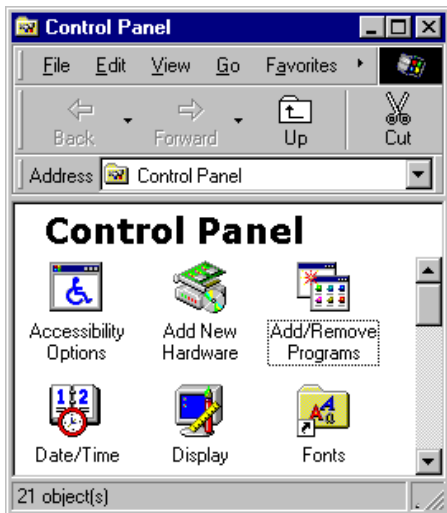 Control Panel
File Edit View Go Favorites
Back Forward Up Cut
Address Control Panel
Control Panel
Accessibility Options
Add New Hardware
Add/Remove Programs
Date/Time
Display
Fonts
21 object(s)